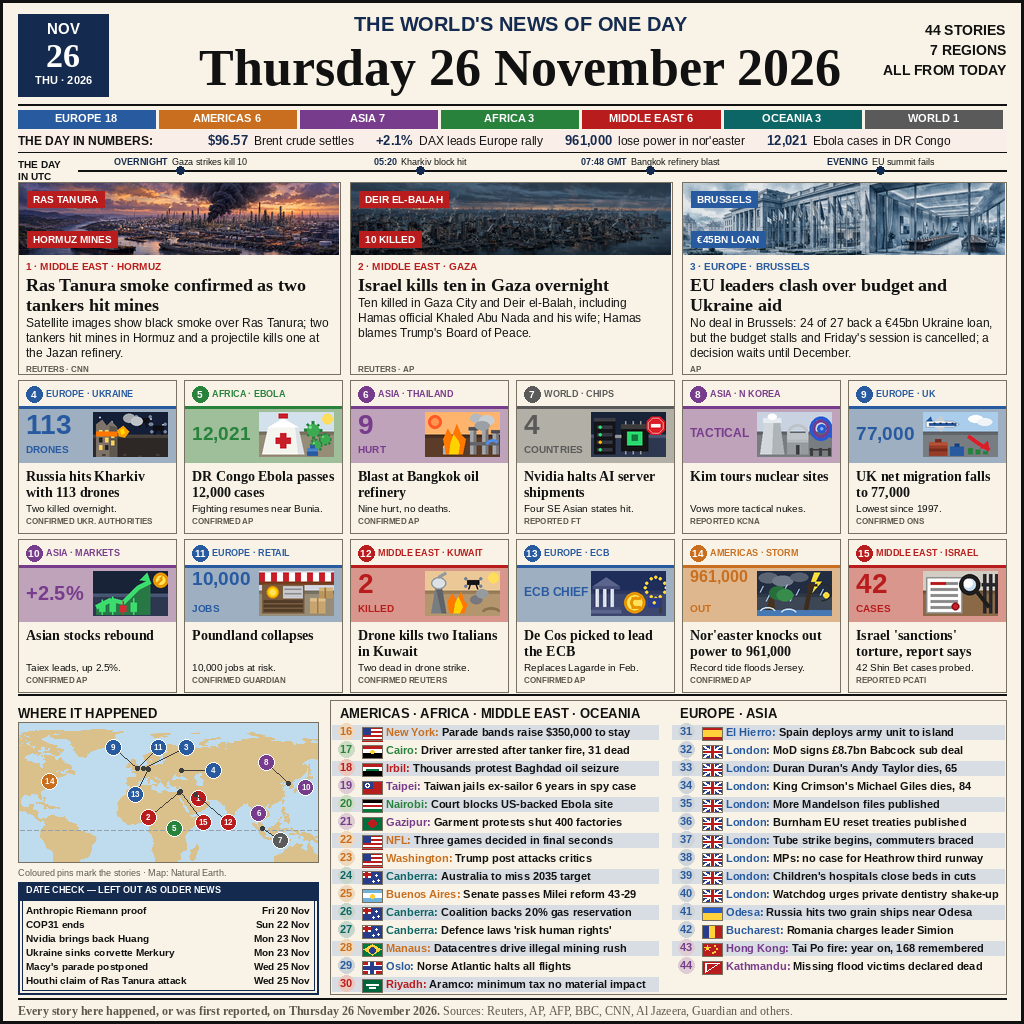 NOV
26
THU · 2026
THE WORLD'S NEWS OF ONE DAY
Thursday 26 November 2026
44 STORIES
7 REGIONS
ALL FROM TODAY
EUROPE 18
AMERICAS 6
ASIA 7
AFRICA 3
MIDDLE EAST 6
OCEANIA 3
WORLD 1
THE DAY IN NUMBERS: $96.57 Brent crude settles +2.1% DAX leads Europe rally 961,000 lose power in nor'easter 12,021 Ebola cases in DR Congo
THE DAY
IN UTC
OVERNIGHT Gaza strikes kill 10
05:20 Kharkiv block hit
07:48 GMT Bangkok refinery blast
EVENING EU summit fails
RAS TANURA
HORMUZ MINES
1 · MIDDLE EAST · HORMUZ
Ras Tanura smoke confirmed as two
tankers hit mines
Satellite images show black smoke over Ras Tanura; two
tankers hit mines in Hormuz and a projectile kills one at
the Jazan refinery.
REUTERS · CNN
DEIR EL-BALAH
10 KILLED
2 · MIDDLE EAST · GAZA
Israel kills ten in Gaza overnight
Ten killed in Gaza City and Deir el-Balah, including
Hamas official Khaled Abu Nada and his wife; Hamas
blames Trump's Board of Peace.
REUTERS · AP
BRUSSELS
€45BN LOAN
3 · EUROPE · BRUSSELS
EU leaders clash over budget and
Ukraine aid
No deal in Brussels: 24 of 27 back a €45bn Ukraine loan,
but the budget stalls and Friday's session is cancelled; a
decision waits until December.
AP
4 EUROPE · UKRAINE
113
DRONES
Russia hits Kharkiv
with 113 drones
Two killed overnight.
CONFIRMED UKR. AUTHORITIES
5 AFRICA · EBOLA
12,021
DR Congo Ebola passes
12,000 cases
Fighting resumes near Bunia.
CONFIRMED AP
6 ASIA · THAILAND
9
HURT
Blast at Bangkok oil
refinery
Nine hurt, no deaths.
CONFIRMED AP
7 WORLD · CHIPS
4
COUNTRIES
Nvidia halts AI server
shipments
Four SE Asian states hit.
REPORTED FT
8 ASIA · N KOREA
TACTICAL
Kim tours nuclear sites
Vows more tactical nukes.
REPORTED KCNA
9 EUROPE · UK
77,000
UK net migration falls
to 77,000
Lowest since 1997.
CONFIRMED ONS
10 ASIA · MARKETS
+2.5%
Asian stocks rebound
Taiex leads, up 2.5%.
CONFIRMED AP
11 EUROPE · RETAIL
10,000
JOBS
Poundland collapses
10,000 jobs at risk.
CONFIRMED GUARDIAN
12 MIDDLE EAST · KUWAIT
2
KILLED
Drone kills two Italians
in Kuwait
Two dead in drone strike.
CONFIRMED REUTERS
13 EUROPE · ECB
ECB CHIEF
De Cos picked to lead
the ECB
Replaces Lagarde in Feb.
CONFIRMED AP
14 AMERICAS · STORM
961,000
OUT
Nor'easter knocks out
power to 961,000
Record tide floods Jersey.
CONFIRMED AP
15 MIDDLE EAST · ISRAEL
42
CASES
Israel 'sanctions'
torture, report says
42 Shin Bet cases probed.
CONFIRMED PCATI
WHERE IT HAPPENED
9
11
3
4
8
14
13
1
10
2
5
15
12
6
7
Coloured pins mark the stories · Map: Natural Earth.
DATE CHECK — LEFT OUT AS OLDER NEWS
Anthropic Riemann proof Fri 20 Nov
COP31 ends Sun 22 Nov
Nvidia brings back Huang Mon 23 Nov
Ukraine sinks corvette Merkury Mon 23 Nov
Macy's parade postponed Wed 25 Nov
Houthi claim of Ras Tanura attack Wed 25 Nov
AMERICAS · AFRICA · MIDDLE EAST · OCEANIA
16 New York: Parade bands raise $350,000 to stay
17 Cairo: Driver arrested after tanker fire, 31 dead
18 Irbil: Thousands protest Baghdad oil seizure
19 Taipei: Taiwan jails ex-sailor 6 years in spy case
20 Nairobi: Court blocks US-backed Ebola site
21 Gazipur: Garment protests shut 400 factories
22 NFL: Three games decided in final seconds
23 Washington: Trump post attacks critics
24 Canberra: Australia to miss 2035 target
25 Buenos Aires: Senate passes Milei reform 43-29
26 Canberra: Coalition backs 20% gas reservation
27 Canberra: Defence laws 'risk human rights'
28 Manaus: Datacentres drive illegal mining rush
29 Oslo: Norse Atlantic halts all flights
30 Riyadh: Aramco: minimum tax no material impact
EUROPE · ASIA
31 El Hierro: Spain deploys army unit to island
32 London: MoD signs £8.7bn Babcock sub deal
33 London: Duran Duran's Andy Taylor dies, 65
34 London: King Crimson's Michael Giles dies, 84
35 London: More Mandelson files published
36 London: Burnham EU reset treaties published
37 London: Tube strike begins, commuters braced
38 London: MPs: no case for Heathrow third runway
39 London: Children's hospitals close beds in cuts
40 London: Watchdog urges private dentistry shake-up
41 Odesa: Russia hits two grain ships near Odesa
42 Bucharest: Romania charges leader Simion
43 Hong Kong: Tai Po fire: year on, 168 remembered
44 Kathmandu: Missing flood victims declared dead
Every story here happened, or was first reported, on Thursday 26 November 2026. Sources: Reuters, AP, AFP, BBC, CNN, Al Jazeera, Guardian and others.